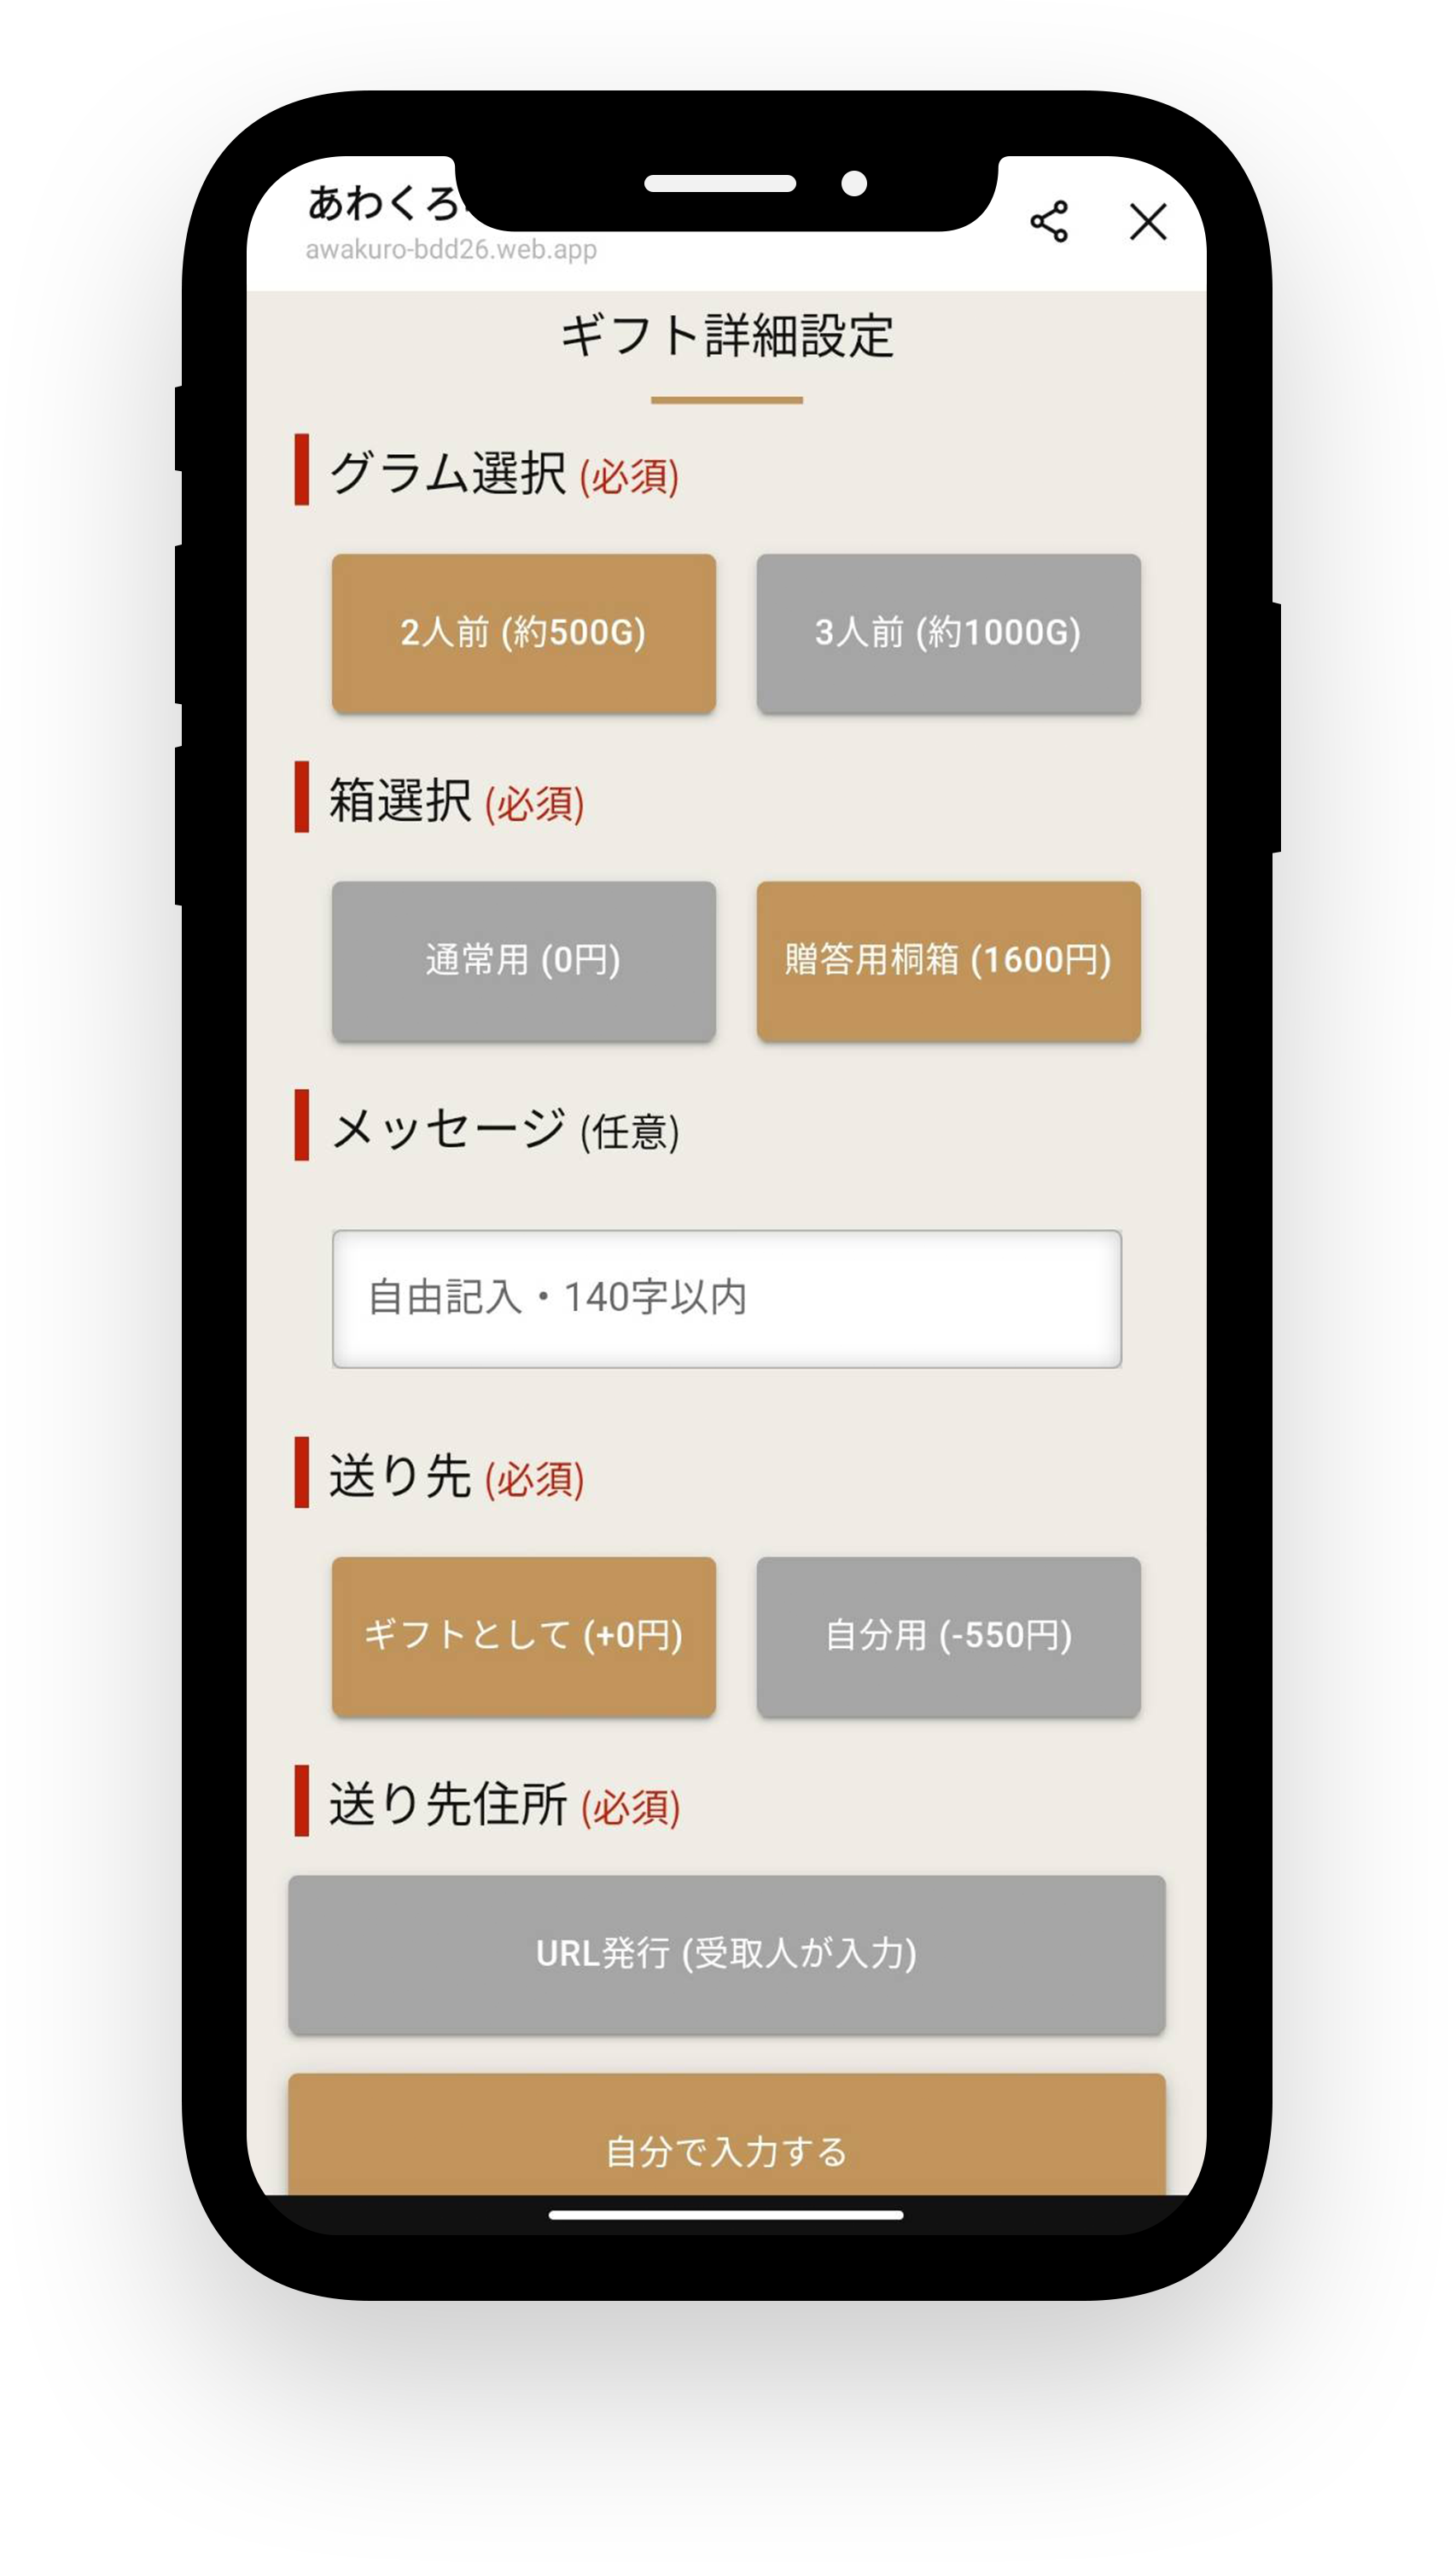 あわくろ
awakuro-bdd26.web.app
ギフト詳細設定
グラム選択 (必須)
2人前 (約500G)
3人前 (約1000G)
箱選択 (必須)
通常用 (0円)
贈答用桐箱 (1600円)
メッセージ (任意)
自由記入・140字以内
送り先 (必須)
ギフトとして (+0円)
自分用 (-550円)
送り先住所 (必須)
URL発行 (受取人が入力)
自分で入力する